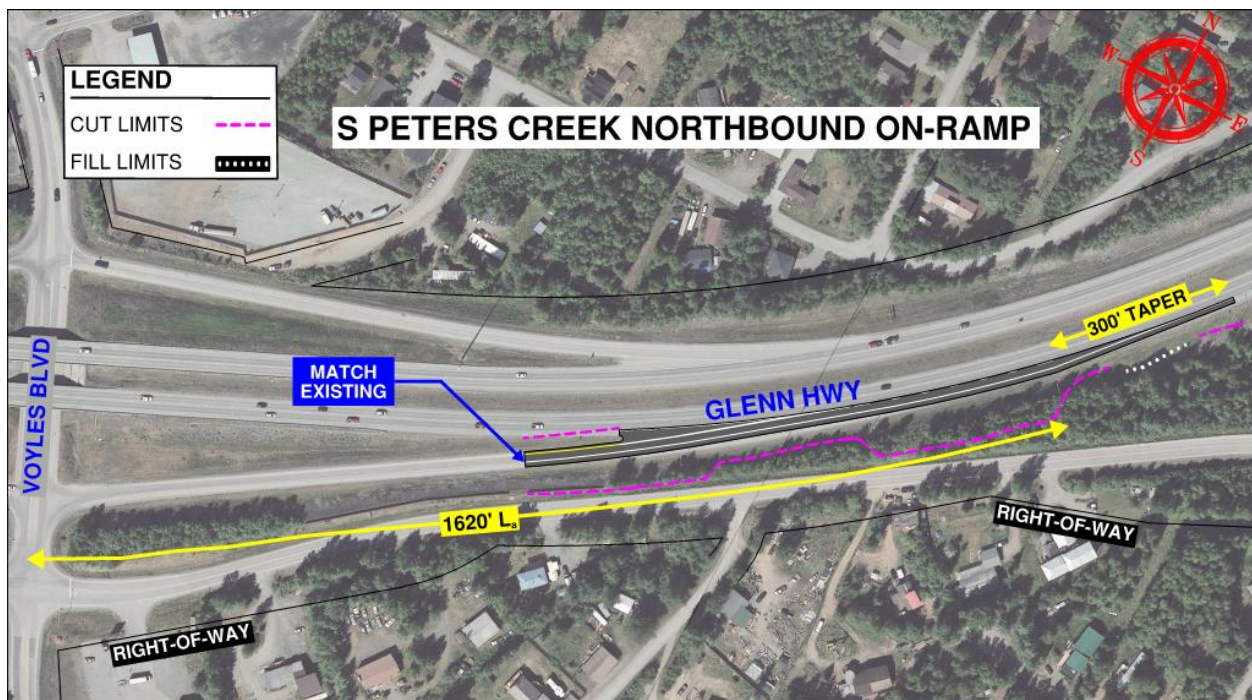 LEGEND
CUT LIMITS
FILL LIMITS
S PETERS CREEK NORTHBOUND ON-RAMP
N
W
E
S
300' TAPER
MATCH
EXISTING
GLENN HWY
VOYLES BLVD
1620' Lₐ
RIGHT-OF-WAY
RIGHT-OF-WAY